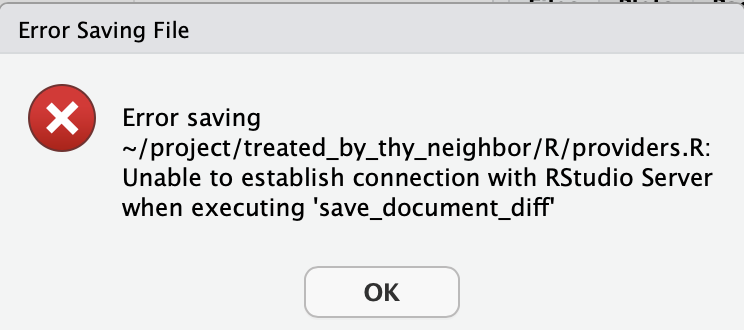 Error Saving File
Error saving
~/project/treated_by_thy_neighbor/R/providers.R:
Unable to establish connection with RStudio Server
when executing 'save_document_diff'
OK